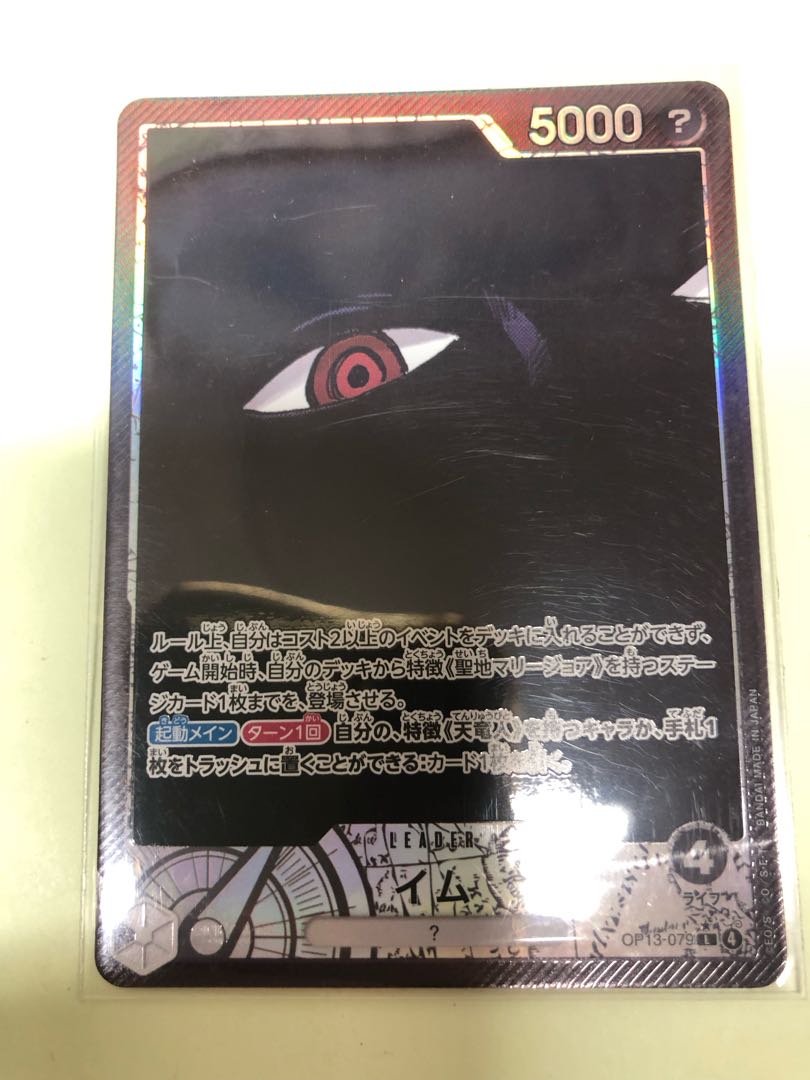 5000 ?
ルール上、自分はコスト2以上のイベントをデッキに入れることができず、
ゲーム開始時、自分のデッキから特徴《聖地マリージョア》を持つステー
ジカード1枚までを、登場させる。
起動メイン ターン1回 自分の、特徴《天竜人》を持つキャラか、手札1
枚をトラッシュに置くことができる:カード1枚を引く。
LEADER
イム
?
4
ライフ
OP13-079 L 4
BANDAI MADE IN JAPAN